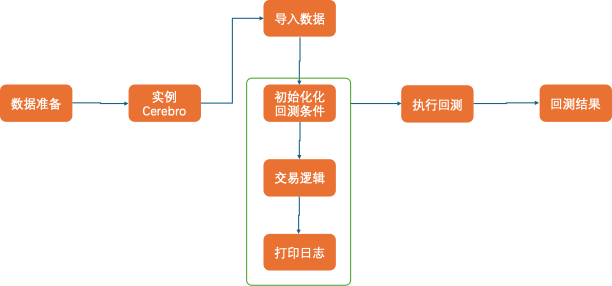 导入数据
数据准备
实例
Cerebro
初始化化
回测条件
执行回测
回测结果
交易逻辑
打印日志